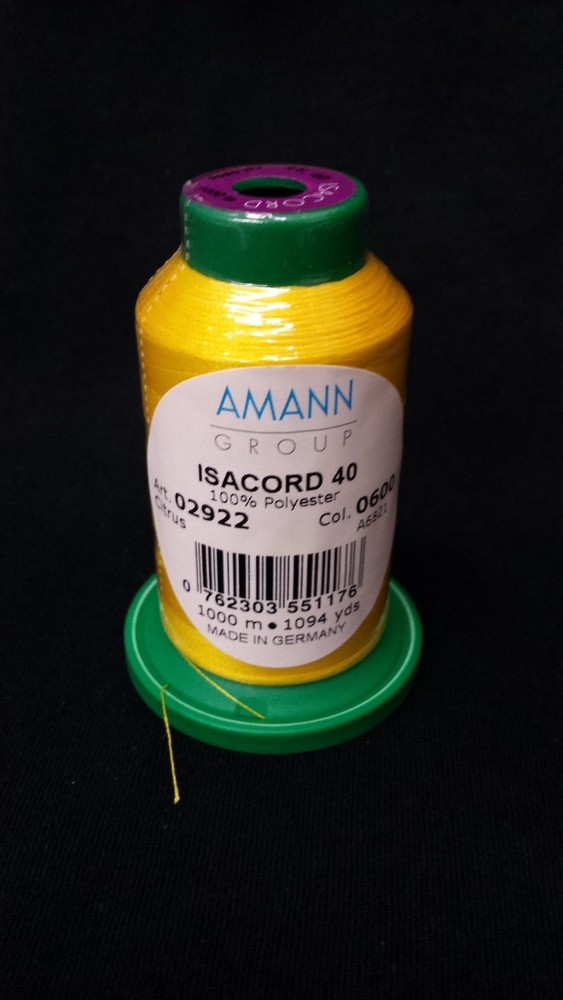 ISACORD
AMANN
GROUP
ISACORD 40
100% Polyester
Art. 02922 Col. 0600
Citrus A6821
0 762303 551176
1000 m • 1094 yds
MADE IN GERMANY